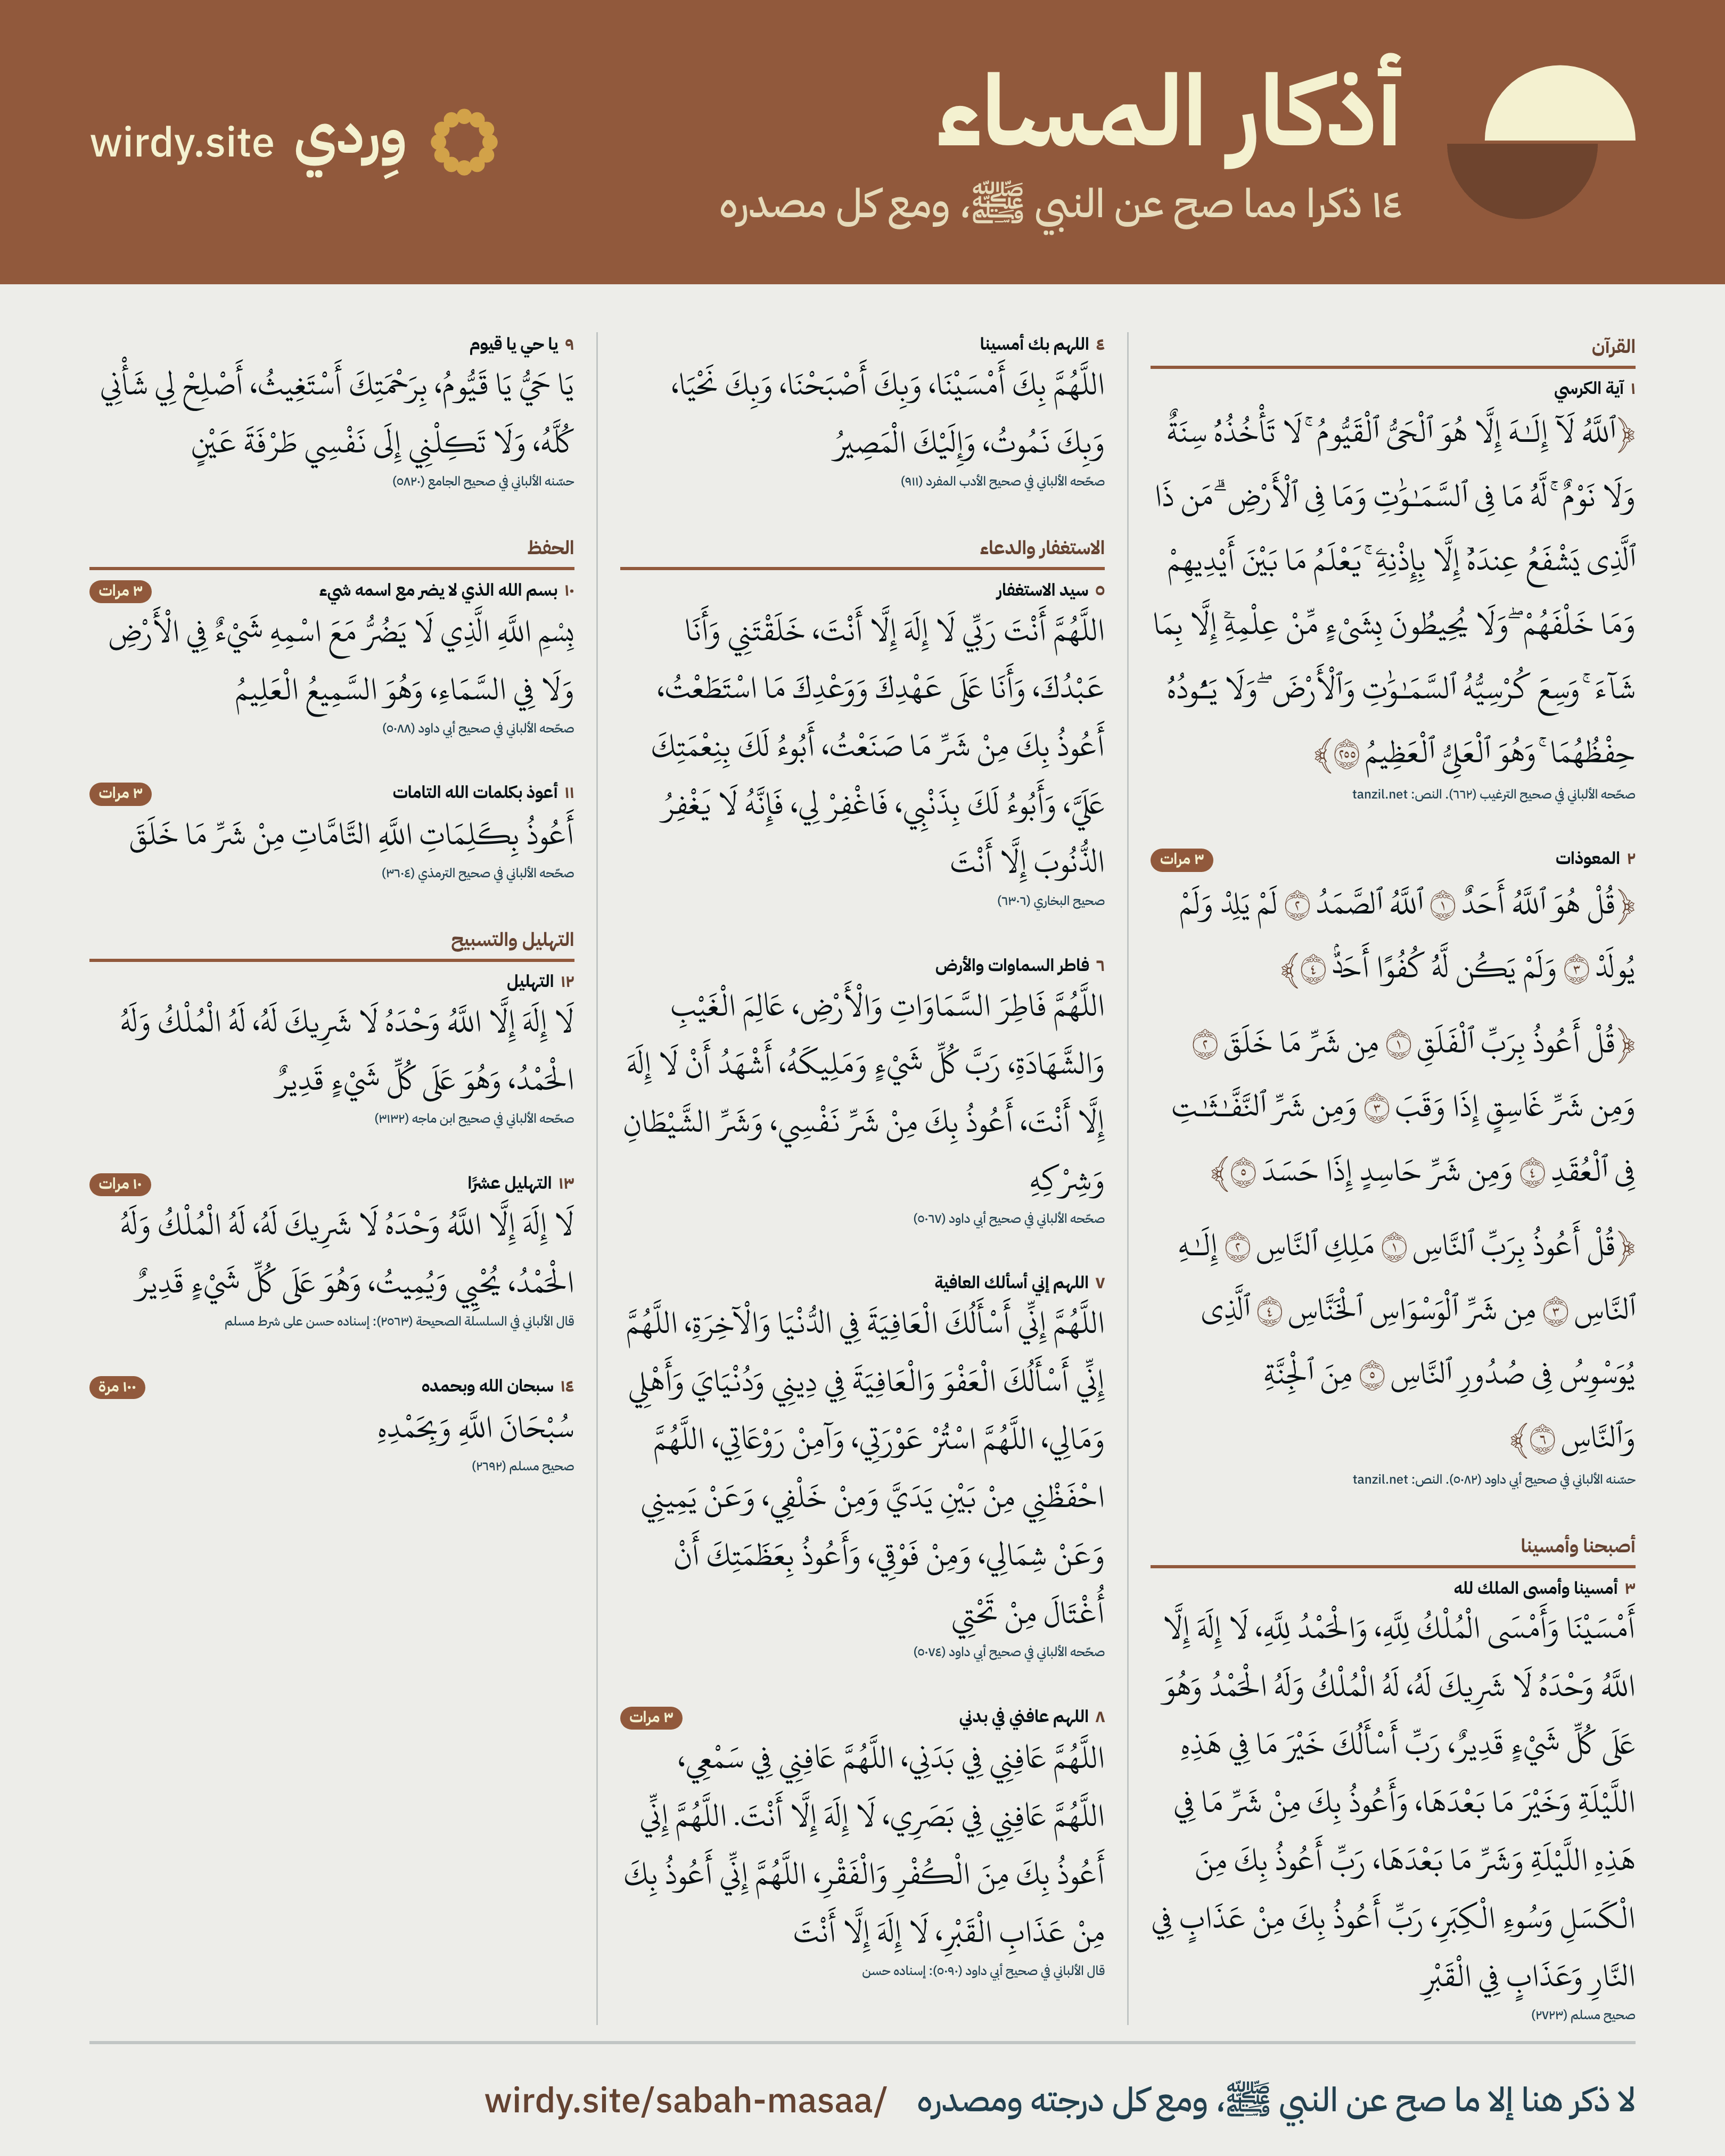 أذكار المساء
١٤ ذكرا مما صح عن النبي ﷺ، ومع كل مصدره
وِردي wirdy.site
القرآن
١ آية الكرسي
﴿ٱللَّهُ لَآ إِلَـٰهَ إِلَّا هُوَ ٱلْحَىُّ ٱلْقَيُّومُ ۚ لَا تَأْخُذُهُۥ سِنَةٌ
وَلَا نَوْمٌ ۚ لَّهُۥ مَا فِى ٱلسَّمَـٰوَٰتِ وَمَا فِى ٱلْأَرْضِ ۗ مَن ذَا
ٱلَّذِى يَشْفَعُ عِندَهُۥٓ إِلَّا بِإِذْنِهِۦ ۚ يَعْلَمُ مَا بَيْنَ أَيْدِيهِمْ
وَمَا خَلْفَهُمْ ۖ وَلَا يُحِيطُونَ بِشَىْءٍ مِّنْ عِلْمِهِۦٓ إِلَّا بِمَا
شَآءَ ۚ وَسِعَ كُرْسِيُّهُ ٱلسَّمَـٰوَٰتِ وَٱلْأَرْضَ ۖ وَلَا يَـُٔودُهُۥ
حِفْظُهُمَا ۚ وَهُوَ ٱلْعَلِىُّ ٱلْعَظِيمُ ٢٥٥﴾
صحّحه الألباني في صحيح الترغيب (٦٦٢). النص: tanzil.net
٢ المعوذات
٣ مرات
﴿قُلْ هُوَ ٱللَّهُ أَحَدٌ ١ ٱللَّهُ ٱلصَّمَدُ ٢ لَمْ يَلِدْ وَلَمْ
يُولَدْ ٣ وَلَمْ يَكُن لَّهُۥ كُفُوًا أَحَدٌۢ ٤﴾
﴿قُلْ أَعُوذُ بِرَبِّ ٱلْفَلَقِ ١ مِن شَرِّ مَا خَلَقَ ٢
وَمِن شَرِّ غَاسِقٍ إِذَا وَقَبَ ٣ وَمِن شَرِّ ٱلنَّفَّـٰثَـٰتِ
فِى ٱلْعُقَدِ ٤ وَمِن شَرِّ حَاسِدٍ إِذَا حَسَدَ ٥﴾
﴿قُلْ أَعُوذُ بِرَبِّ ٱلنَّاسِ ١ مَلِكِ ٱلنَّاسِ ٢ إِلَـٰهِ
ٱلنَّاسِ ٣ مِن شَرِّ ٱلْوَسْوَاسِ ٱلْخَنَّاسِ ٤ ٱلَّذِى
يُوَسْوِسُ فِى صُدُورِ ٱلنَّاسِ ٥ مِنَ ٱلْجِنَّةِ
وَٱلنَّاسِ ٦﴾
حسّنه الألباني في صحيح أبي داود (٥٠٨٢). النص: tanzil.net
أصبحنا وأمسينا
٣ أمسينا وأمسى الملك لله
أَمْسَيْنَا وَأَمْسَى الْمُلْكُ لِلَّهِ، وَالْحَمْدُ لِلَّهِ، لَا إِلَهَ إِلَّا
اللَّهُ وَحْدَهُ لَا شَرِيكَ لَهُ، لَهُ الْمُلْكُ وَلَهُ الْحَمْدُ وَهُوَ
عَلَى كُلِّ شَيْءٍ قَدِيرٌ، رَبِّ أَسْأَلُكَ خَيْرَ مَا فِي هَذِهِ
اللَّيْلَةِ وَخَيْرَ مَا بَعْدَهَا، وَأَعُوذُ بِكَ مِنْ شَرِّ مَا فِي
هَذِهِ اللَّيْلَةِ وَشَرِّ مَا بَعْدَهَا، رَبِّ أَعُوذُ بِكَ مِنَ
الْكَسَلِ وَسُوءِ الْكِبَرِ، رَبِّ أَعُوذُ بِكَ مِنْ عَذَابٍ فِي
النَّارِ وَعَذَابٍ فِي الْقَبْرِ
صحيح مسلم (٢٧٢٣)
٤ اللهم بك أمسينا
اللَّهُمَّ بِكَ أَمْسَيْنَا، وَبِكَ أَصْبَحْنَا، وَبِكَ نَحْيَا،
وَبِكَ نَمُوتُ، وَإِلَيْكَ الْمَصِيرُ
صحّحه الألباني في صحيح الأدب المفرد (٩١١)
الاستغفار والدعاء
٥ سيد الاستغفار
اللَّهُمَّ أَنْتَ رَبِّي لَا إِلَهَ إِلَّا أَنْتَ، خَلَقْتَنِي وَأَنَا
عَبْدُكَ، وَأَنَا عَلَى عَهْدِكَ وَوَعْدِكَ مَا اسْتَطَعْتُ،
أَعُوذُ بِكَ مِنْ شَرِّ مَا صَنَعْتُ، أَبُوءُ لَكَ بِنِعْمَتِكَ
عَلَيَّ، وَأَبُوءُ لَكَ بِذَنْبِي، فَاغْفِرْ لِي، فَإِنَّهُ لَا يَغْفِرُ
الذُّنُوبَ إِلَّا أَنْتَ
صحيح البخاري (٦٣٠٦)
٦ فاطر السماوات والأرض
اللَّهُمَّ فَاطِرَ السَّمَاوَاتِ وَالْأَرْضِ، عَالِمَ الْغَيْبِ
وَالشَّهَادَةِ، رَبَّ كُلِّ شَيْءٍ وَمَلِيكَهُ، أَشْهَدُ أَنْ لَا إِلَهَ
إِلَّا أَنْتَ، أَعُوذُ بِكَ مِنْ شَرِّ نَفْسِي، وَشَرِّ الشَّيْطَانِ
وَشِرْكِهِ
صحّحه الألباني في صحيح أبي داود (٥٠٦٧)
٧ اللهم إني أسألك العافية
اللَّهُمَّ إِنِّي أَسْأَلُكَ الْعَافِيَةَ فِي الدُّنْيَا وَالْآخِرَةِ، اللَّهُمَّ
إِنِّي أَسْأَلُكَ الْعَفْوَ وَالْعَافِيَةَ فِي دِينِي وَدُنْيَايَ وَأَهْلِي
وَمَالِي، اللَّهُمَّ اسْتُرْ عَوْرَتِي، وَآمِنْ رَوْعَاتِي، اللَّهُمَّ
احْفَظْنِي مِنْ بَيْنِ يَدَيَّ وَمِنْ خَلْفِي، وَعَنْ يَمِينِي
وَعَنْ شِمَالِي، وَمِنْ فَوْقِي، وَأَعُوذُ بِعَظَمَتِكَ أَنْ
أُغْتَالَ مِنْ تَحْتِي
صحّحه الألباني في صحيح أبي داود (٥٠٧٤)
٨ اللهم عافني في بدني
٣ مرات
اللَّهُمَّ عَافِنِي فِي بَدَنِي، اللَّهُمَّ عَافِنِي فِي سَمْعِي،
اللَّهُمَّ عَافِنِي فِي بَصَرِي، لَا إِلَهَ إِلَّا أَنْتَ. اللَّهُمَّ إِنِّي
أَعُوذُ بِكَ مِنَ الْكُفْرِ وَالْفَقْرِ، اللَّهُمَّ إِنِّي أَعُوذُ بِكَ
مِنْ عَذَابِ الْقَبْرِ، لَا إِلَهَ إِلَّا أَنْتَ
قال الألباني في صحيح أبي داود (٥٠٩٠): إسناده حسن
٩ يا حي يا قيوم
يَا حَيُّ يَا قَيُّومُ، بِرَحْمَتِكَ أَسْتَغِيثُ، أَصْلِحْ لِي شَأْنِي
كُلَّهُ، وَلَا تَكِلْنِي إِلَى نَفْسِي طَرْفَةَ عَيْنٍ
حسّنه الألباني في صحيح الجامع (٥٨٢٠)
الحفظ
١٠ بسم الله الذي لا يضر مع اسمه شيء
٣ مرات
بِسْمِ اللَّهِ الَّذِي لَا يَضُرُّ مَعَ اسْمِهِ شَيْءٌ فِي الْأَرْضِ
وَلَا فِي السَّمَاءِ، وَهُوَ السَّمِيعُ الْعَلِيمُ
صحّحه الألباني في صحيح أبي داود (٥٠٨٨)
١١ أعوذ بكلمات الله التامات
٣ مرات
أَعُوذُ بِكَلِمَاتِ اللَّهِ التَّامَّاتِ مِنْ شَرِّ مَا خَلَقَ
صحّحه الألباني في صحيح الترمذي (٣٦٠٤)
التهليل والتسبيح
١٢ التهليل
لَا إِلَهَ إِلَّا اللَّهُ وَحْدَهُ لَا شَرِيكَ لَهُ، لَهُ الْمُلْكُ وَلَهُ
الْحَمْدُ، وَهُوَ عَلَى كُلِّ شَيْءٍ قَدِيرٌ
صحّحه الألباني في صحيح ابن ماجه (٣١٣٢)
١٣ التهليل عشرًا
١٠ مرات
لَا إِلَهَ إِلَّا اللَّهُ وَحْدَهُ لَا شَرِيكَ لَهُ، لَهُ الْمُلْكُ وَلَهُ
الْحَمْدُ، يُحْيِي وَيُمِيتُ، وَهُوَ عَلَى كُلِّ شَيْءٍ قَدِيرٌ
قال الألباني في السلسلة الصحيحة (٢٥٦٣): إسناده حسن على شرط مسلم
١٤ سبحان الله وبحمده
١٠٠ مرة
سُبْحَانَ اللَّهِ وَبِحَمْدِهِ
صحيح مسلم (٢٦٩٢)
لا ذكر هنا إلا ما صح عن النبي ﷺ، ومع كل درجته ومصدره
wirdy.site/sabah-masaa/